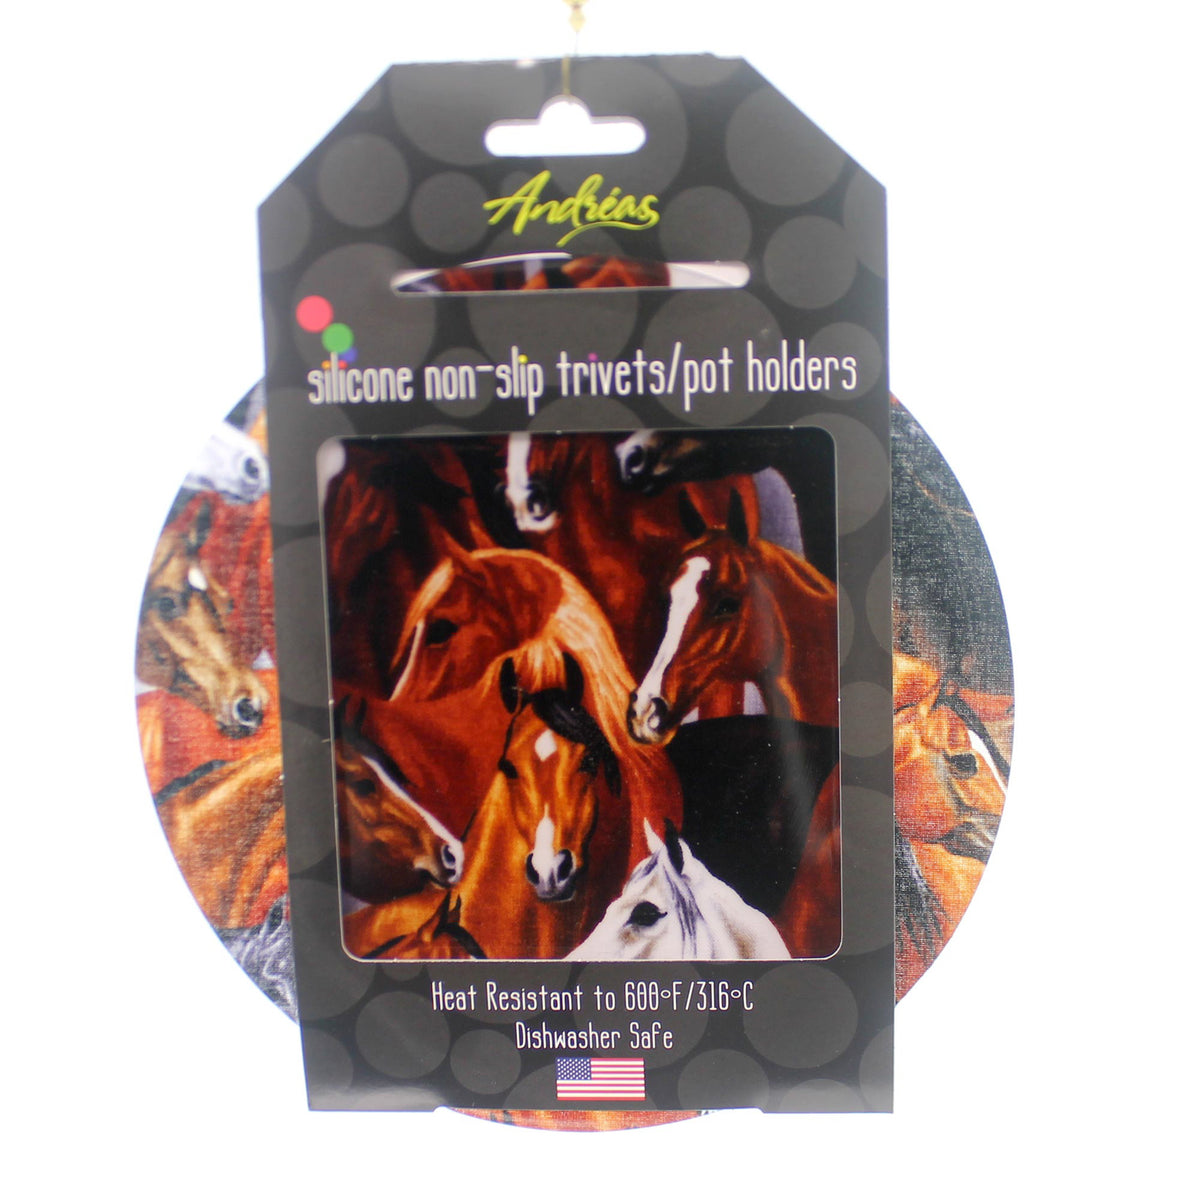 Andréas
silicone non-slip trivets/pot holders
Heat Resistant to 600°F/316°C
Dishwasher Safe